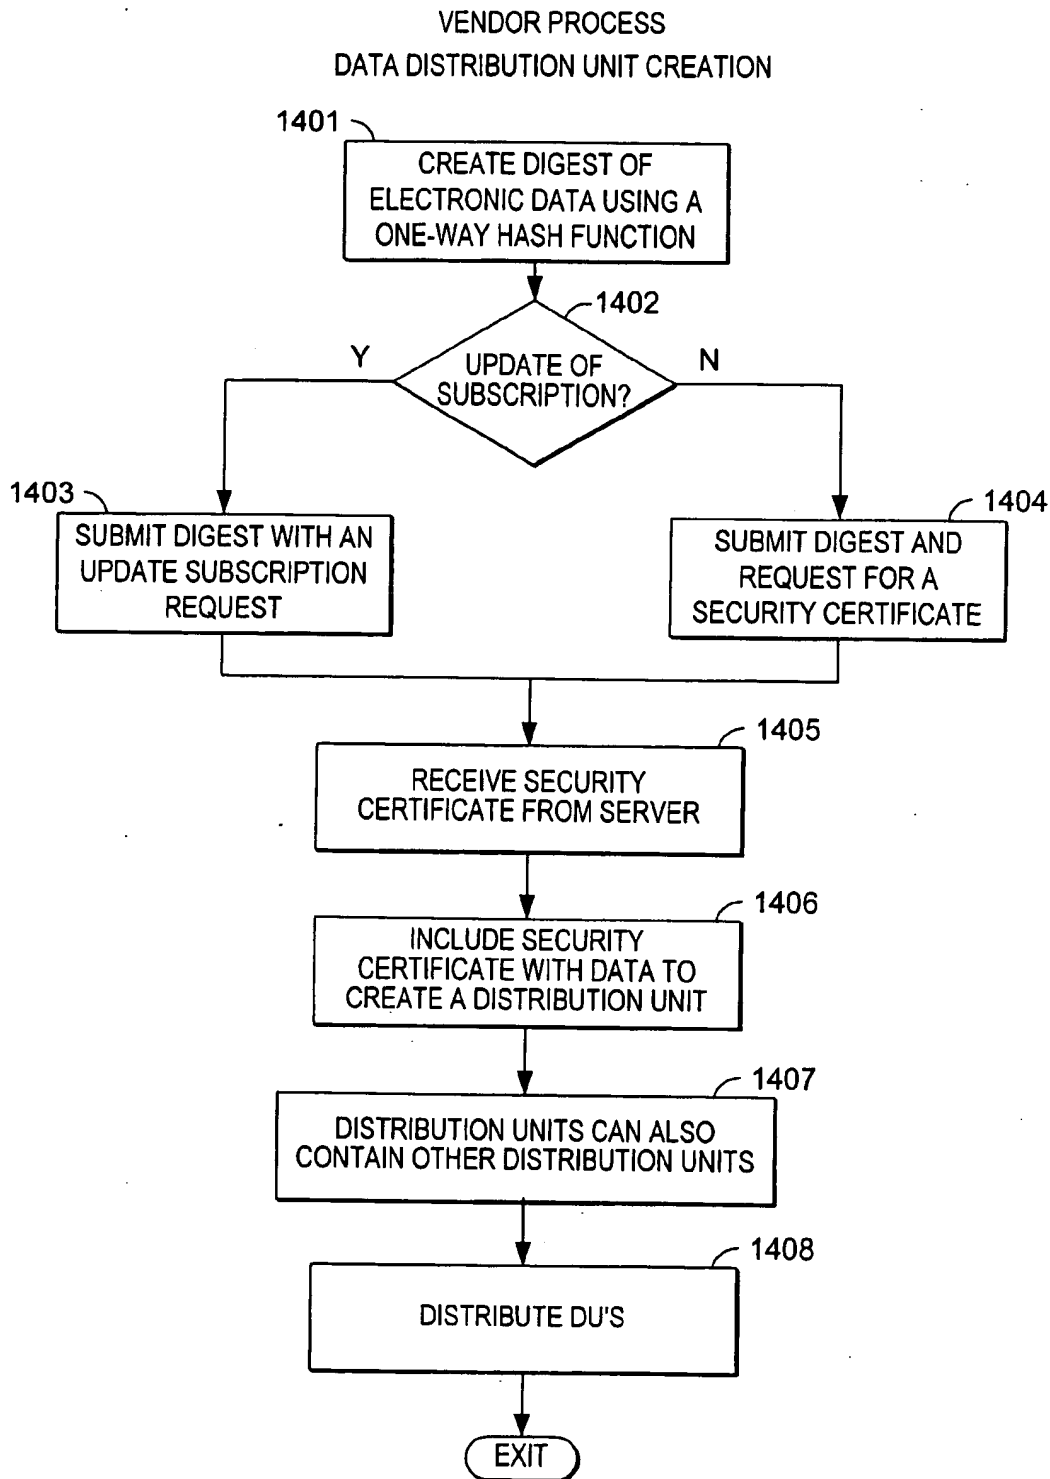 VENDOR PROCESS
DATA DISTRIBUTION UNIT CREATION
1401
CREATE DIGEST OF
ELECTRONIC DATA USING A
ONE-WAY HASH FUNCTION
1402
Y
UPDATE OF
SUBSCRIPTION?
N
1403
SUBMIT DIGEST WITH AN
UPDATE SUBSCRIPTION
REQUEST
1404
SUBMIT DIGEST AND
REQUEST FOR A
SECURITY CERTIFICATE
1405
RECEIVE SECURITY
CERTIFICATE FROM SERVER
1406
INCLUDE SECURITY
CERTIFICATE WITH DATA TO
CREATE A DISTRIBUTION UNIT
1407
DISTRIBUTION UNITS CAN ALSO
CONTAIN OTHER DISTRIBUTION UNITS
1408
DISTRIBUTE DU'S
EXIT